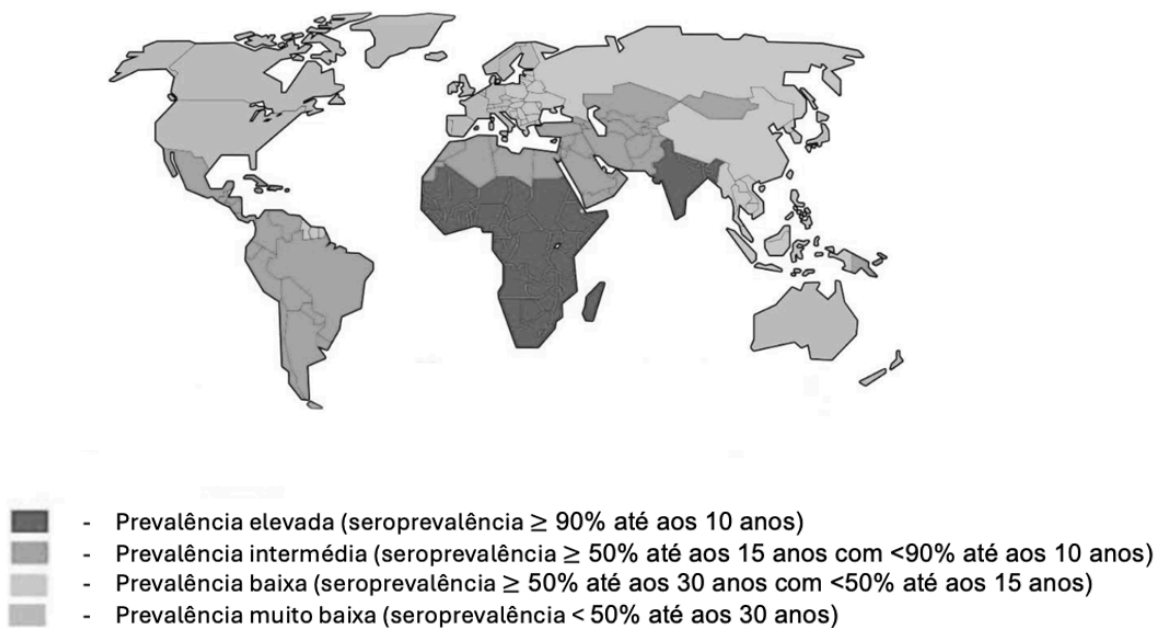 - Prevalência elevada (seroprevalência ≥ 90% até aos 10 anos)
- Prevalência intermédia (seroprevalência ≥ 50% até aos 15 anos com <90% até aos 10 anos)
- Prevalência baixa (seroprevalência ≥ 50% até aos 30 anos com <50% até aos 15 anos)
- Prevalência muito baixa (seroprevalência < 50% até aos 30 anos)